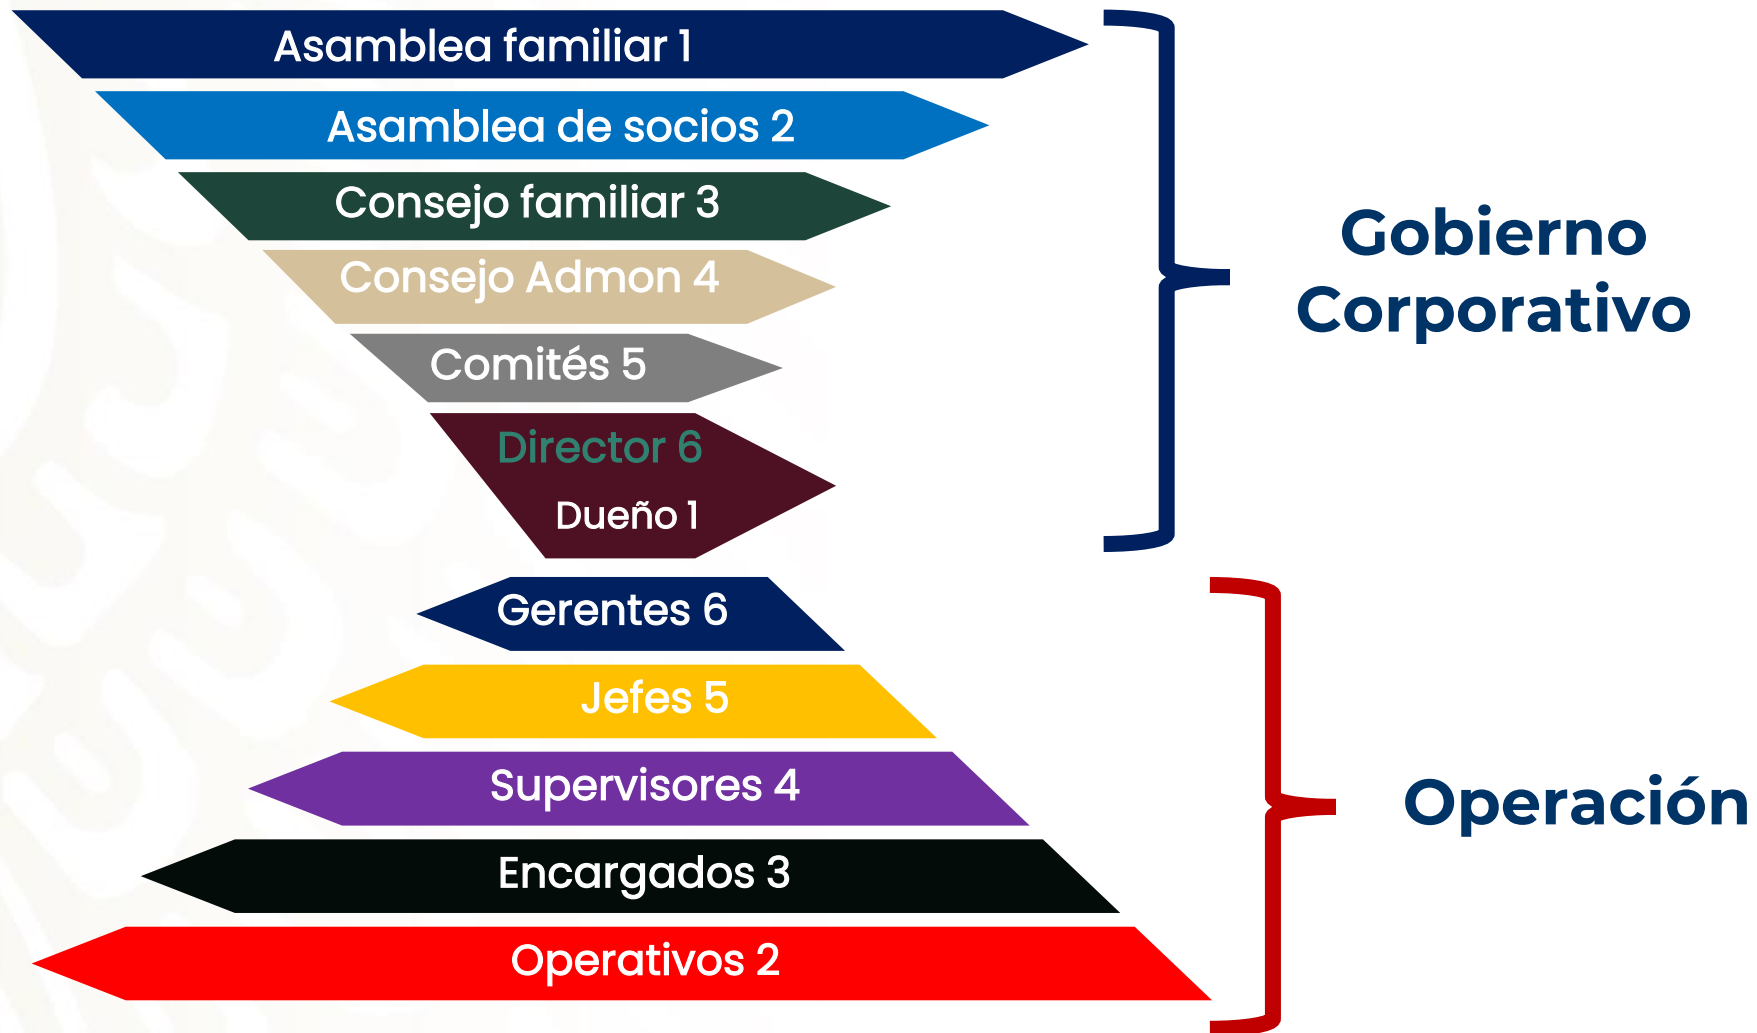 Asamblea familiar 1
Asamblea de socios 2
Consejo familiar 3
Consejo Admon 4
Comités 5
Director 6
Dueño 1
Gobierno
Corporativo
Gerentes 6
Jefes 5
Supervisores 4
Encargados 3
Operativos 2
Operación